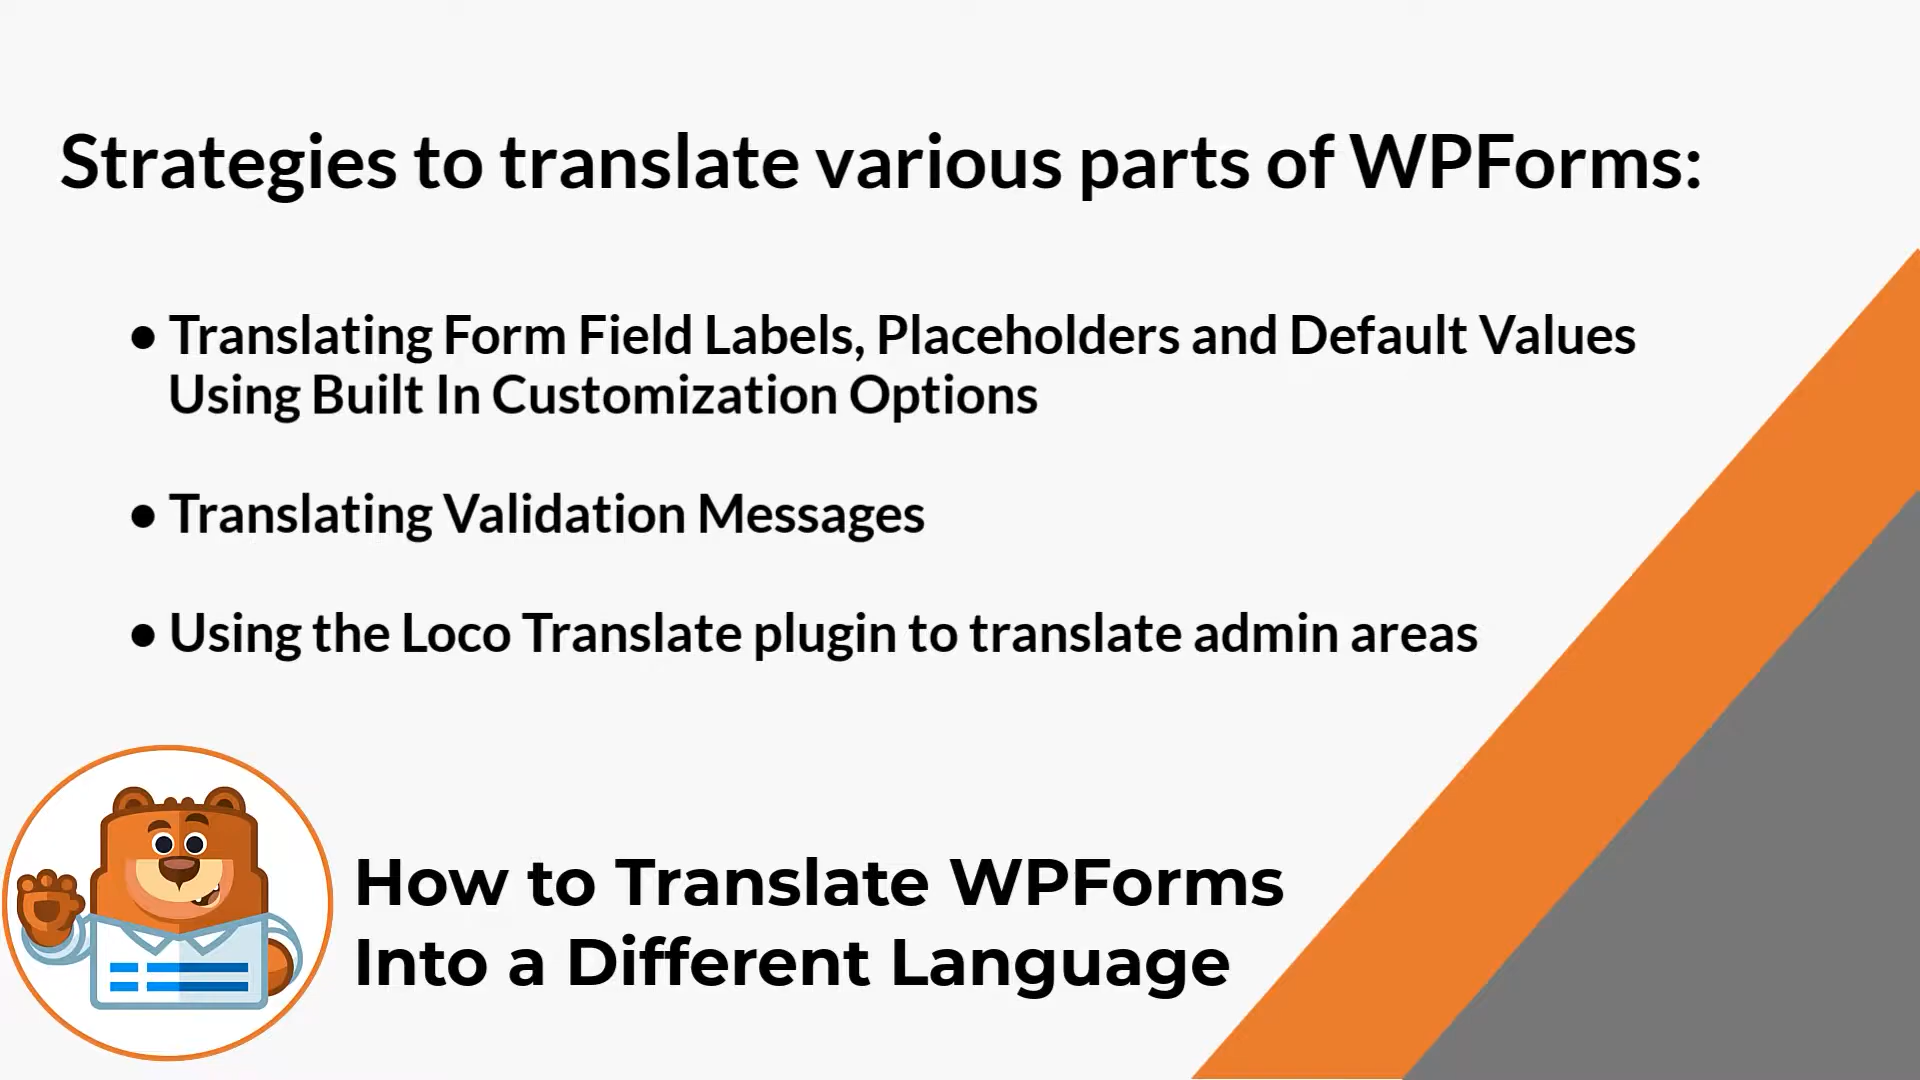 Strategies to translate various parts of WPForms:
● Translating Form Field Labels, Placeholders and Default Values
Using Built In Customization Options
● Translating Validation Messages
● Using the Loco Translate plugin to translate admin areas
How to Translate WPForms
Into a Different Language